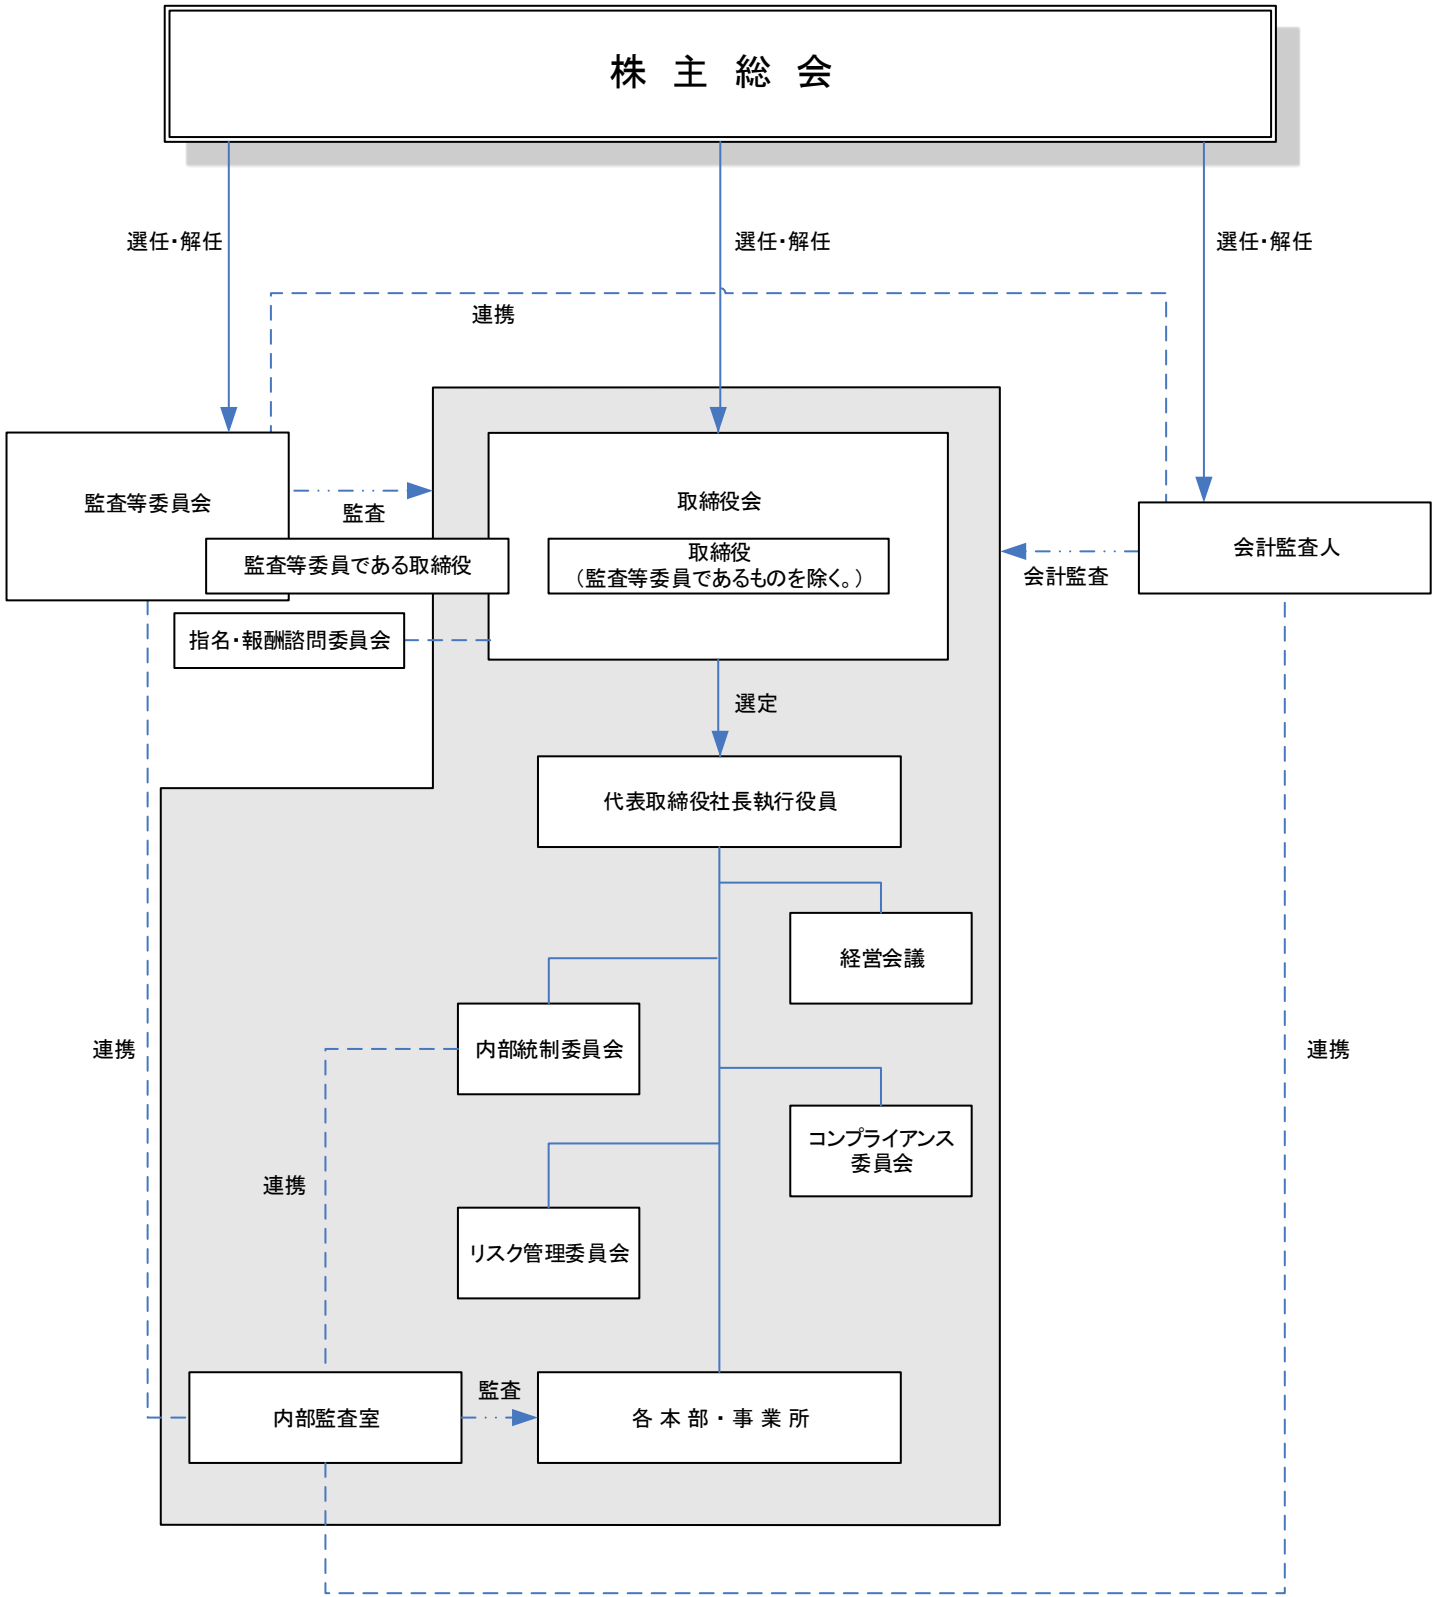 株 主 総 会
選任・解任
選任・解任
選任・解任
連携
監査等委員会
監査
取締役会
取締役
（監査等委員であるものを除く。）
監査等委員である取締役
会計監査人
会計監査
指名・報酬諮問委員会
選定
代表取締役社長執行役員
経営会議
内部統制委員会
連携
連携
コンプライアンス
委員会
連携
リスク管理委員会
内部監査室
監査
各 本 部 ・ 事 業 所